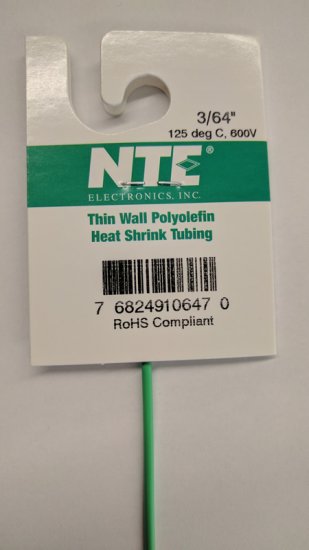 3/64"
125 deg C, 600V
NTE®
ELECTRONICS, INC.
Thin Wall Polyolefin
Heat Shrink Tubing
7 6824910647 0
RoHS Compliant